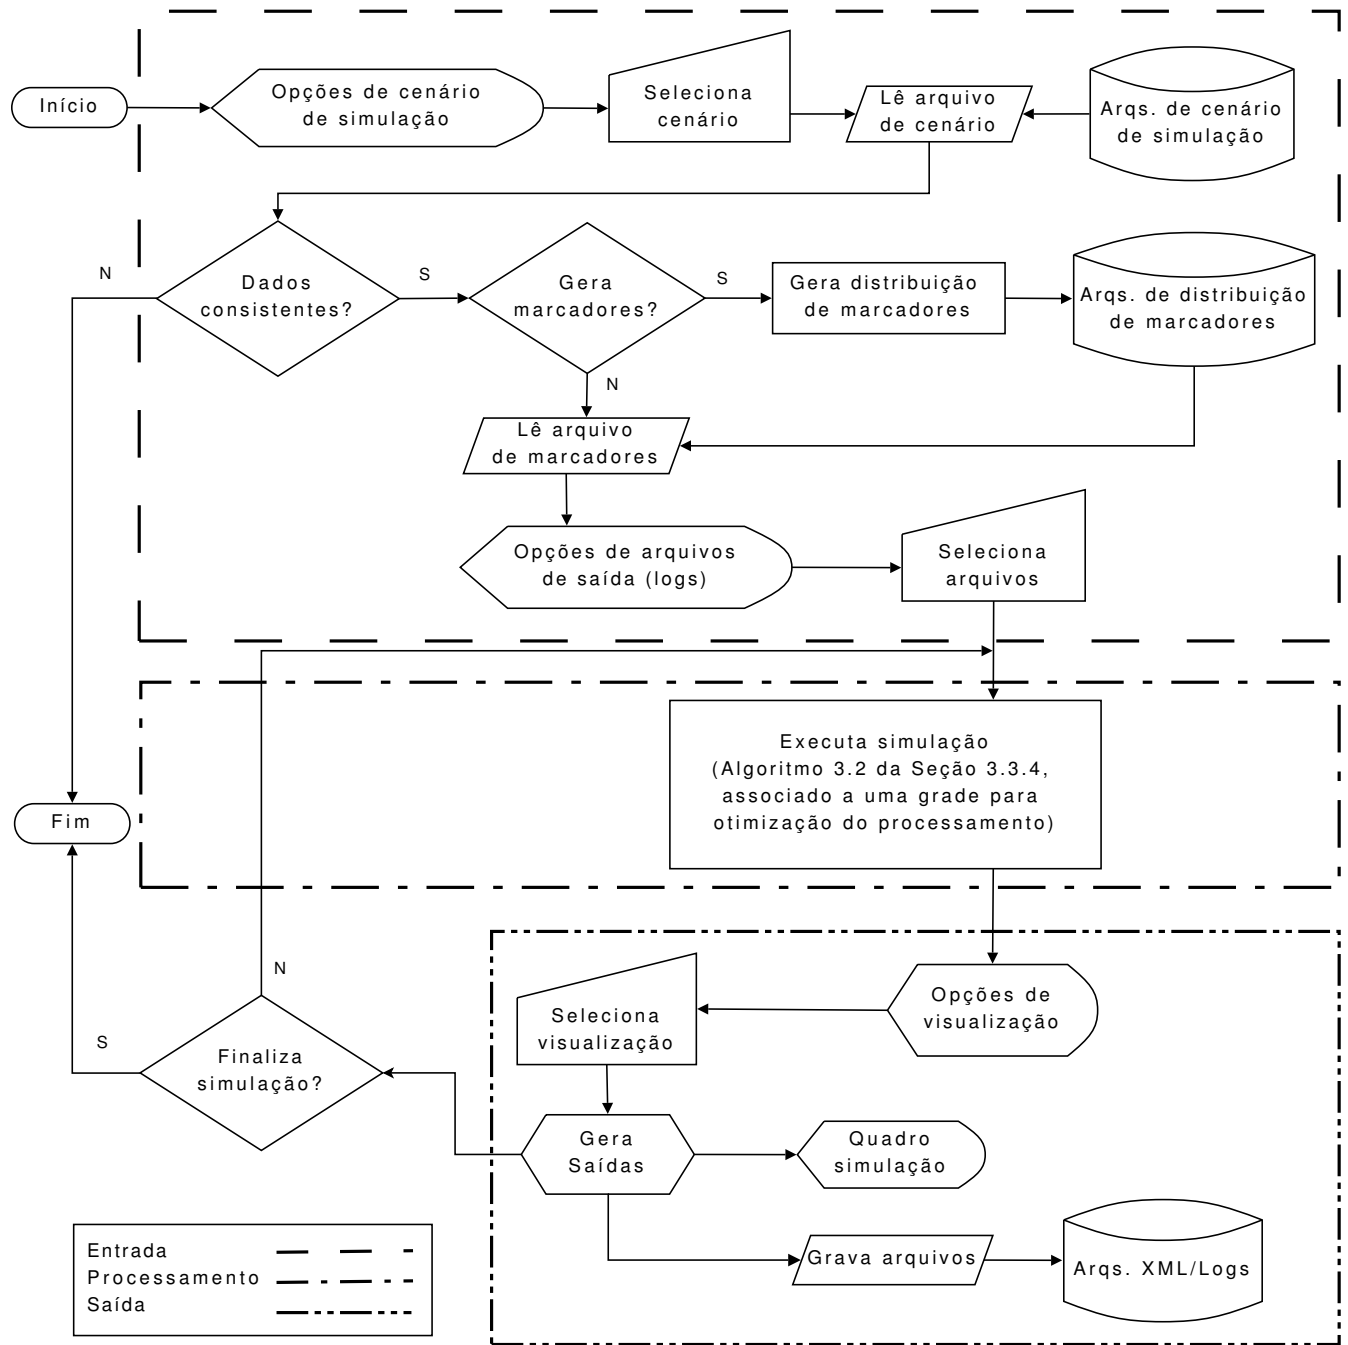 Início
Opções de cenário
de simulação
Seleciona
cenário
Lê arquivo
de cenário
Arqs. de cenário
de simulação
N
Dados
consistentes?
S
Gera
marcadores?
S
Gera distribuição
de marcadores
Arqs. de distribuição
de marcadores
N
Lê arquivo
de marcadores
Opções de arquivos
de saída (logs)
Seleciona
arquivos
Executa simulação
(Algoritmo 3.2 da Seção 3.3.4,
associado a uma grade para
otimização do processamento)
Fim
N
S
Finaliza
simulação?
Opções de
visualização
Seleciona
visualização
Gera
Saídas
Quadro
simulação
Grava arquivos
Arqs. XML/Logs
Entrada
Processamento
Saída